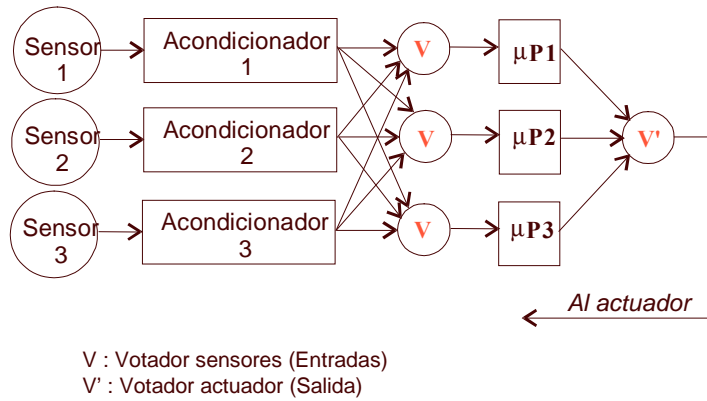 Sensor
1
Acondicionador
1
V
µP1
Sensor
2
Acondicionador
2
V
µP2
V'
Sensor
3
Acondicionador
3
V
µP3
Al actuador
V : Votador sensores (Entradas)
V' : Votador actuador (Salida)